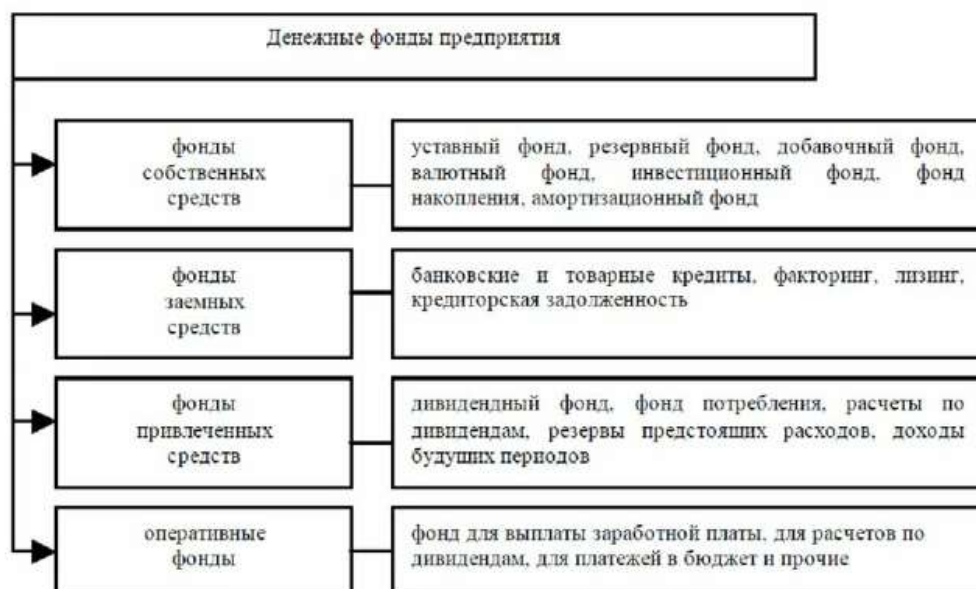 Денежные фонды предприятия
фонды
собственных
средств
уставный фонд, резервный фонд, добавочный фонд,
валютный фонд, инвестиционный фонд, фонд
накопления, амортизационный фонд
фонды
заемных
средств
банковские и товарные кредиты, факторинг, лизинг,
кредиторская задолженность
фонды
привлеченных
средств
дивидендный фонд, фонд потребления, расчеты по
дивидендам, резервы предстояших расходов, доходы
будуших периодов
оперативные
фонды
фонд для выплаты заработной платы, для расчетов по
дивидендам, для платежей в бюджет и прочие